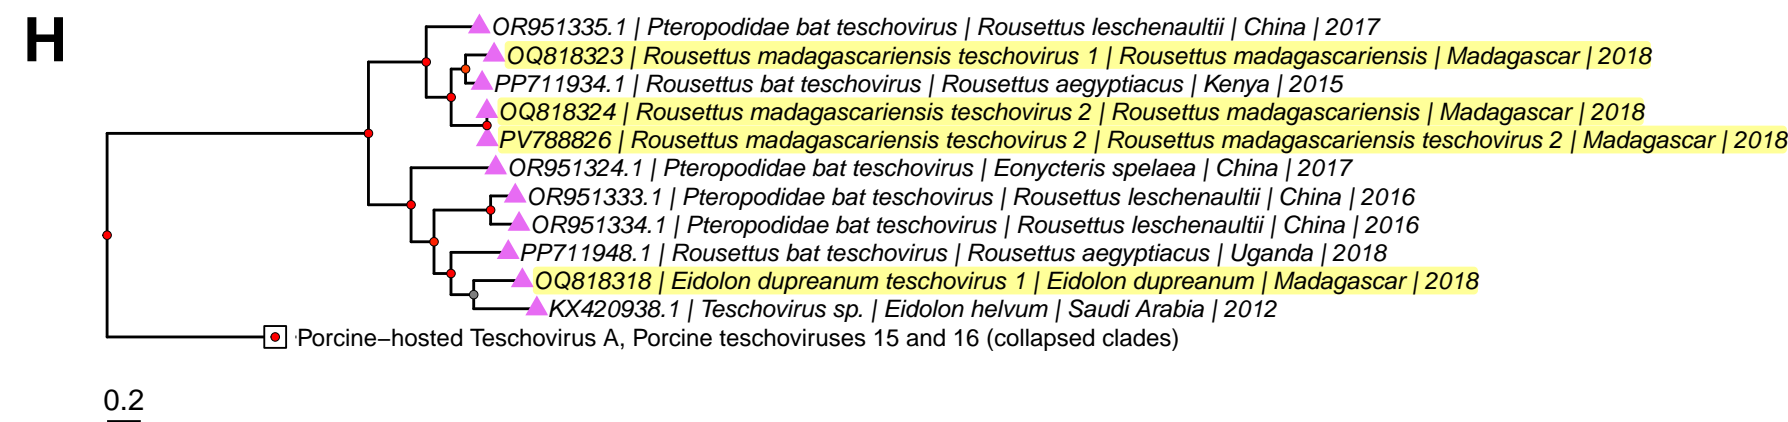 H
OR951335.1 | Pteropodidae bat teschovirus | Rousettus leschenaultii | China | 2017
OQ818323 | Rousettus madagascariensis teschovirus 1 | Rousettus madagascariensis | Madagascar | 2018
PP711934.1 | Rousettus bat teschovirus | Rousettus aegyptiacus | Kenya | 2015
OQ818324 | Rousettus madagascariensis teschovirus 2 | Rousettus madagascariensis | Madagascar | 2018
PV788826 | Rousettus madagascariensis teschovirus 2 | Rousettus madagascariensis teschovirus 2 | Madagascar | 2018
OR951324.1 | Pteropodidae bat teschovirus | Eonycteris spelaea | China | 2017
OR951333.1 | Pteropodidae bat teschovirus | Rousettus leschenaultii | China | 2016
OR951334.1 | Pteropodidae bat teschovirus | Rousettus leschenaultii | China | 2016
PP711948.1 | Rousettus bat teschovirus | Rousettus aegyptiacus | Uganda | 2018
OQ818318 | Eidolon dupreanum teschovirus 1 | Eidolon dupreanum | Madagascar | 2018
KX420938.1 | Teschovirus sp. | Eidolon helvum | Saudi Arabia | 2012
Porcine−hosted Teschovirus A, Porcine teschoviruses 15 and 16 (collapsed clades)
0.2